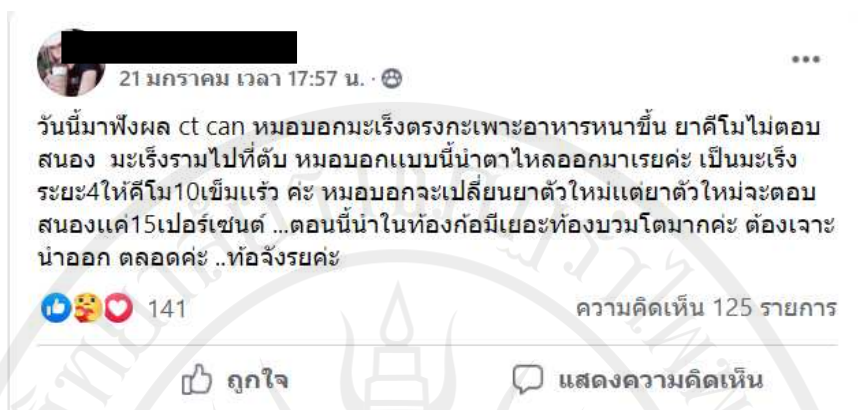 21 มกราคม เวลา 17:57 น. ·
วันนี้มาฟังผล ct can หมอบอกมะเร็งตรงกะเพาะอาหารหนาขึ้น ยาคีโมไม่ตอบ
สนอง มะเร็งรามไปที่ตับ หมอบอกแบบนี้นำตาไหลออกมาเรยค่ะ เป็นมะเร็ง
ระยะ4ให้คีโม10เข็มแร้ว ค่ะ หมอบอกจะเปลี่ยนยาตัวใหม่แต่ยาตัวใหม่จะตอบ
สนองแค่15เปอร์เซนต์ ...ตอนนี้นำในท้องก้อมีเยอะท้องบวมโตมากค่ะ ต้องเจาะ
นำออก ตลอดค่ะ ..ท้อจังรยค่ะ
141
ความคิดเห็น 125 รายการ
ถูกใจ
แสดงความคิดเห็น